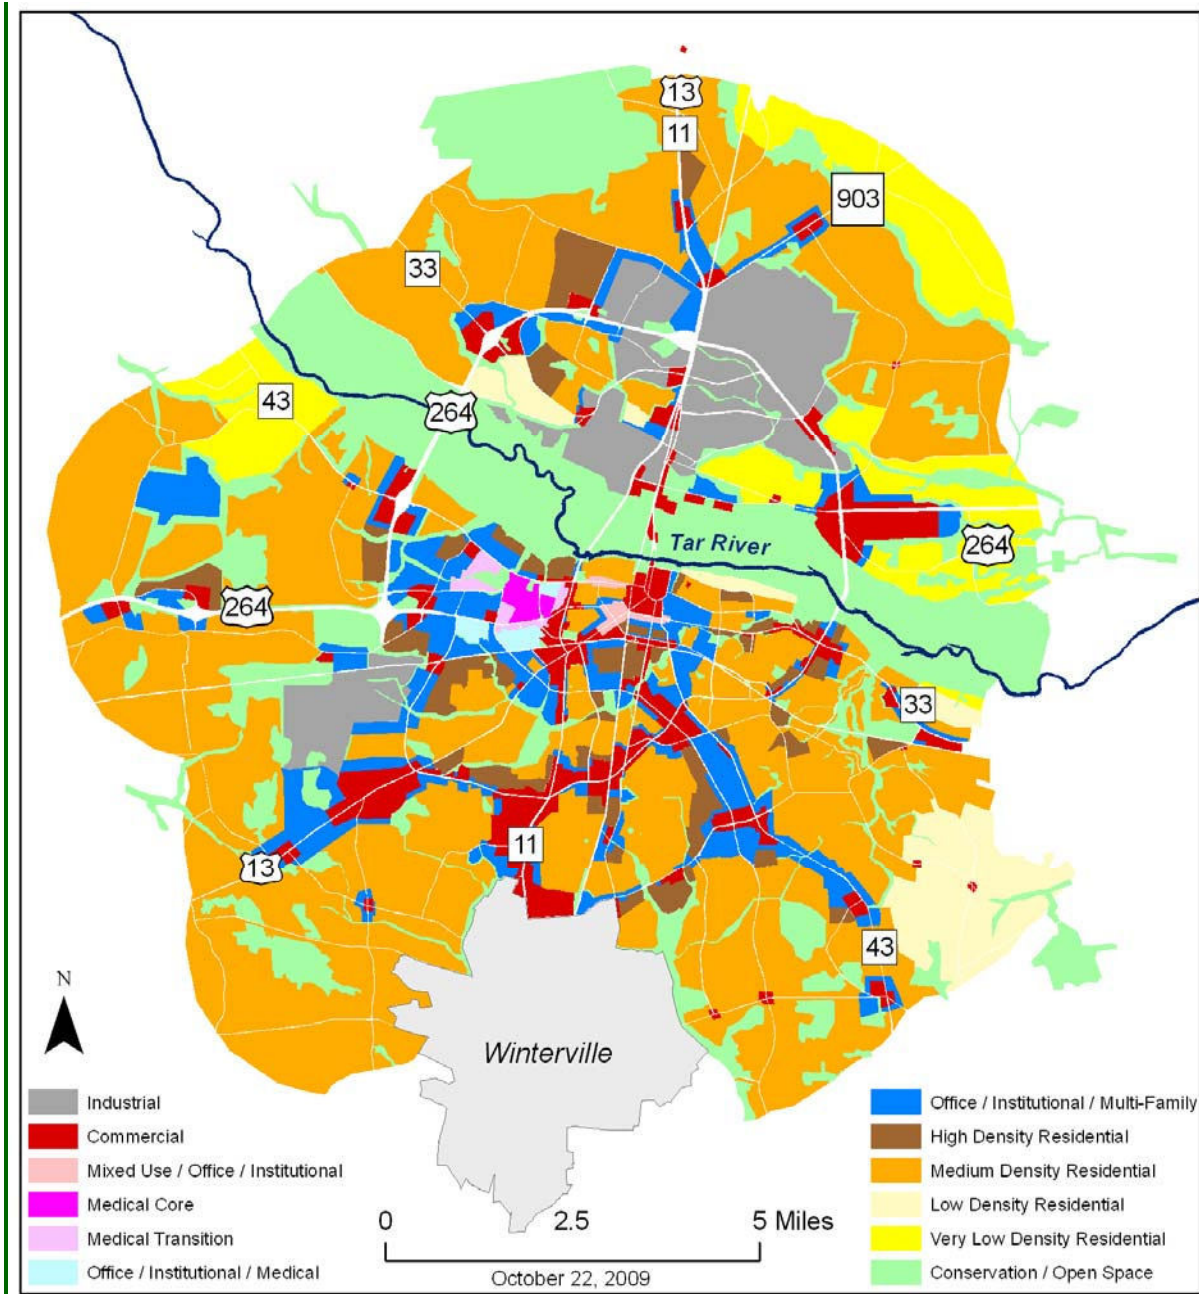 13
11
903
33
43
264
Tar River
264
264
33
11
13
43
N
Winterville
Industrial
Commercial
Mixed Use / Office / Institutional
Medical Core
Medical Transition
Office / Institutional / Medical
0 2.5 5 Miles
October 22, 2009
Office / Institutional / Multi-Family
High Density Residential
Medium Density Residential
Low Density Residential
Very Low Density Residential
Conservation / Open Space